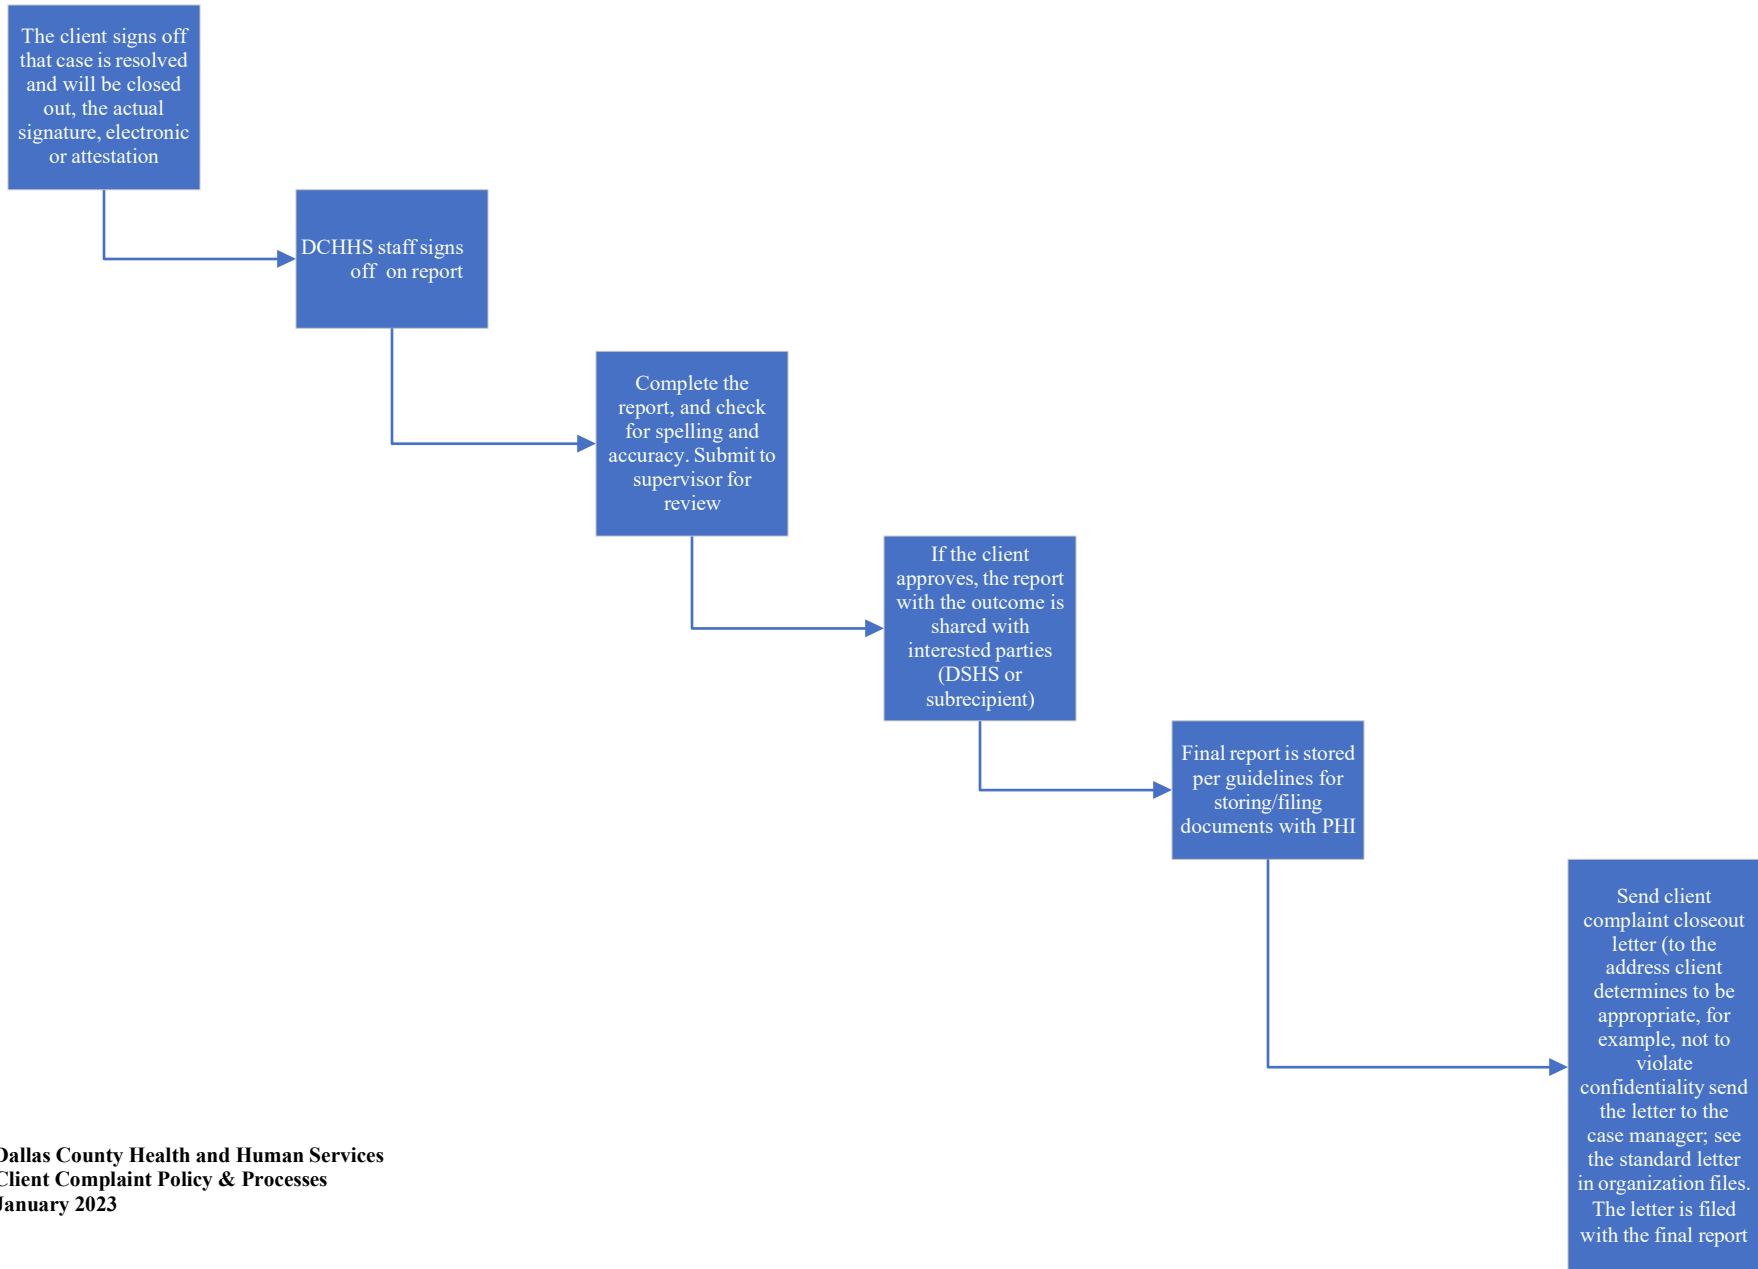 The client signs off
that case is resolved
and will be closed
out, the actual
signature, electronic
or attestation
DCHHS staff signs
off on report
Complete the
report, and check
for spelling and
accuracy. Submit to
supervisor for
review
If the client
approves, the report
with the outcome is
shared with
interested parties
(DSHS or
subrecipient)
Final report is stored
per guidelines for
storing/filing
documents with PHI
Send client
complaint closeout
letter (to the
address client
determines to be
appropriate, for
example, not to
violate
confidentiality send
the letter to the
case manager; see
the standard letter
in organization files.
The letter is filed
with the final report
Dallas County Health and Human Services
Client Complaint Policy & Processes
January 2023